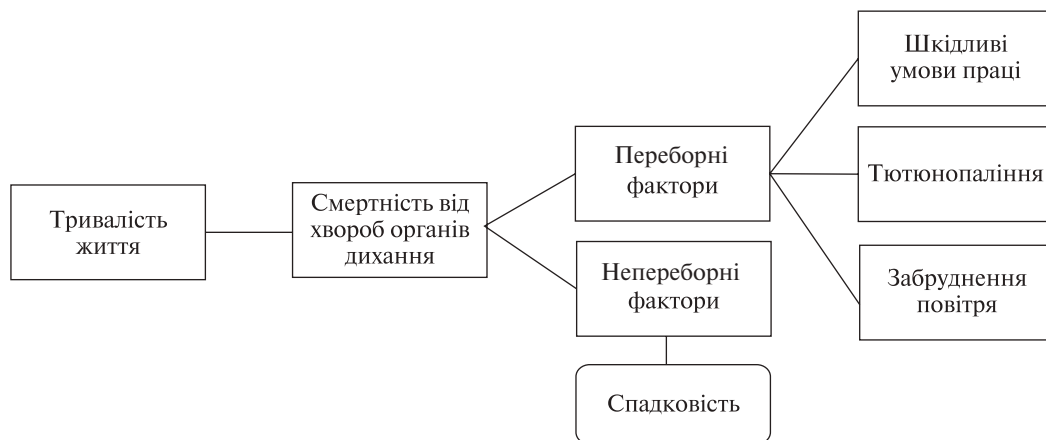 Тривалість
життя
Смертність від
хвороб органів
дихання
Переборні
фактори
Непереборні
фактори
Спадковість
Шкідливі
умови праці
Тютюнопаління
Забруднення
повітря